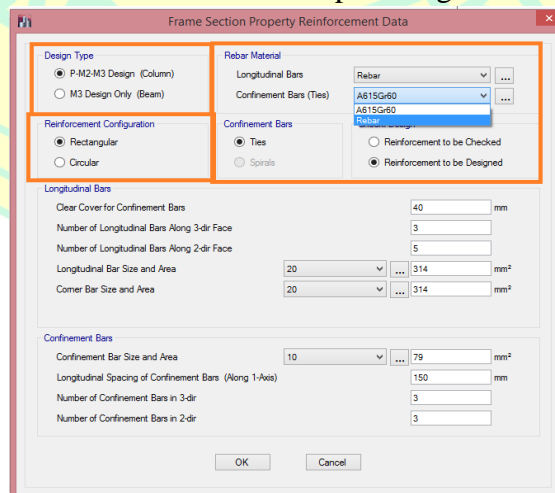 Frame Section Property Reinforcement Data
Design Type
P-M2-M3 Design (Column)
M3 Design Only (Beam)
Rebar Material
Longitudinal Bars Rebar ...
Confinement Bars (Ties) A615Gr60 ...
A615Gr60
Rebar
Reinforcement Configuration
Rectangular
Circular
Confinement Bars
Ties
Spirals
Reinforcement to be Checked
Reinforcement to be Designed
Longitudinal Bars
Clear Cover for Confinement Bars 40 mm
Number of Longitudinal Bars Along 3-dir Face 3
Number of Longitudinal Bars Along 2-dir Face 5
Longitudinal Bar Size and Area 20 ... 314 mm²
Corner Bar Size and Area 20 ... 314 mm²
Confinement Bars
Confinement Bar Size and Area 10 ... 79 mm²
Longitudinal Spacing of Confinement Bars (Along 1-Axis) 150 mm
Number of Confinement Bars in 3-dir 3
Number of Confinement Bars in 2-dir 3
OK Cancel